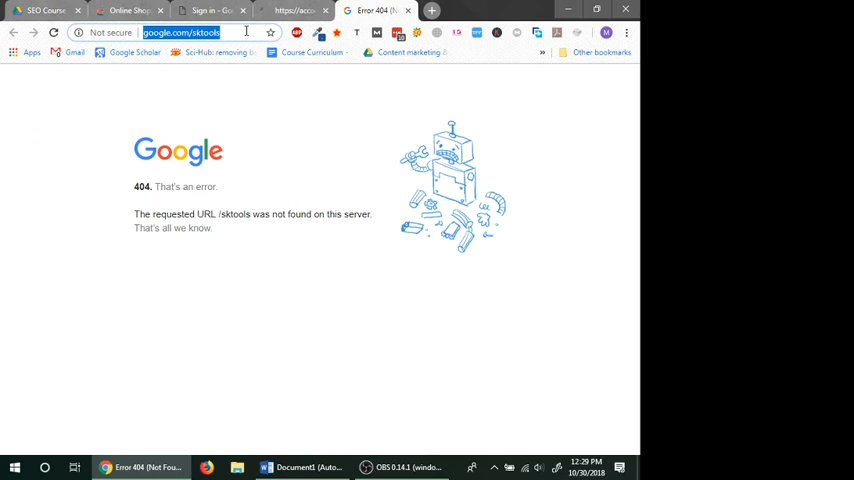 SEO Course
Online Shop
Sign in - Goo
https://acco
Error 404 (N
Not secure
google.com/sktools
Apps
Gmail
Google Scholar
Sci-Hub: removing b
Course Curriculum -
Content marketing &
Other bookmarks
Google
404. That's an error.
The requested URL /sktools was not found on this server.
That's all we know.
Error 404 (Not Fou...
Document1 (Auto...
OBS 0.14.1 (windo...
12:29 PM
10/30/2018